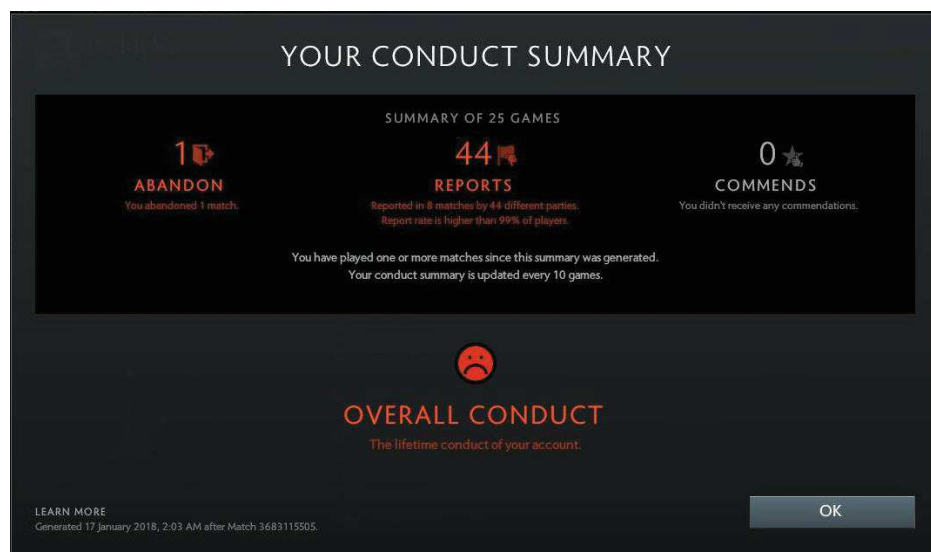 YOUR CONDUCT SUMMARY
SUMMARY OF 25 GAMES
1
ABANDON
You abandoned 1 match.
44
REPORTS
Reported in 8 matches by 44 different parties.
Report rate is higher than 99% of players.
0
COMMENDS
You didn't receive any commendations.
You have played one or more matches since this summary was generated.
Your conduct summary is updated every 10 games.
OVERALL CONDUCT
The lifetime conduct of your account.
LEARN MORE
Generated 17 January 2018, 2:03 AM after Match 3683115505.
OK